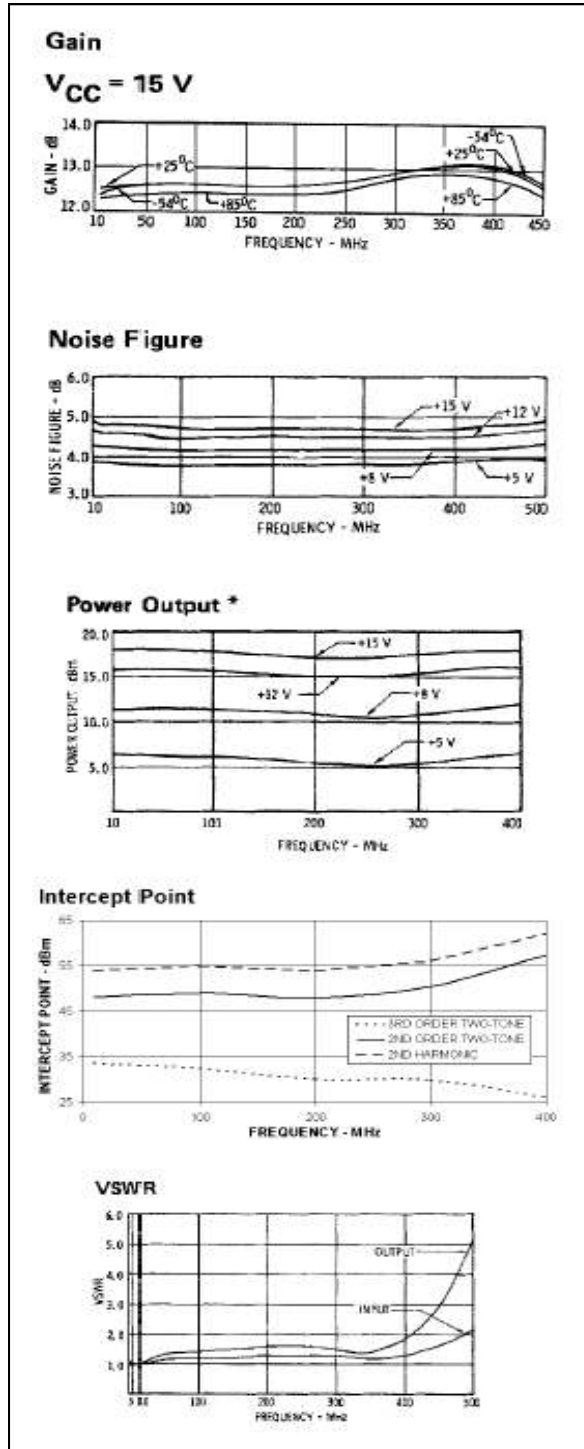 Gain
VCC = 15 V
GAIN - dB
14.0
13.0
12.0
+25°C
-54°C
+85°C
-54°C
+25°C
+85°C
10 50 100 150 200 250 300 350 400 450
FREQUENCY - MHz
Noise Figure
NOISE FIGURE - dB
6.0
5.0
4.0
3.0
+15 V
+12 V
+8 V
+5 V
10 100 200 300 400 500
FREQUENCY - MHz
Power Output *
POWER OUTPUT - dBm
20.0
15.0
10.0
5.0
+15 V
+12 V
+8 V
+5 V
10 100 200 300 400
FREQUENCY - MHz
Intercept Point
INTERCEPT POINT - dBm
65
55
45
35
25
3RD ORDER TWO-TONE
2ND ORDER TWO-TONE
2ND HARMONIC
0 100 200 300 400
FREQUENCY - MHz
VSWR
VSWR
6.0
5.0
4.0
3.0
2.0
1.0
OUTPUT
INPUT
100 200 300 400 500
FREQUENCY - MHz